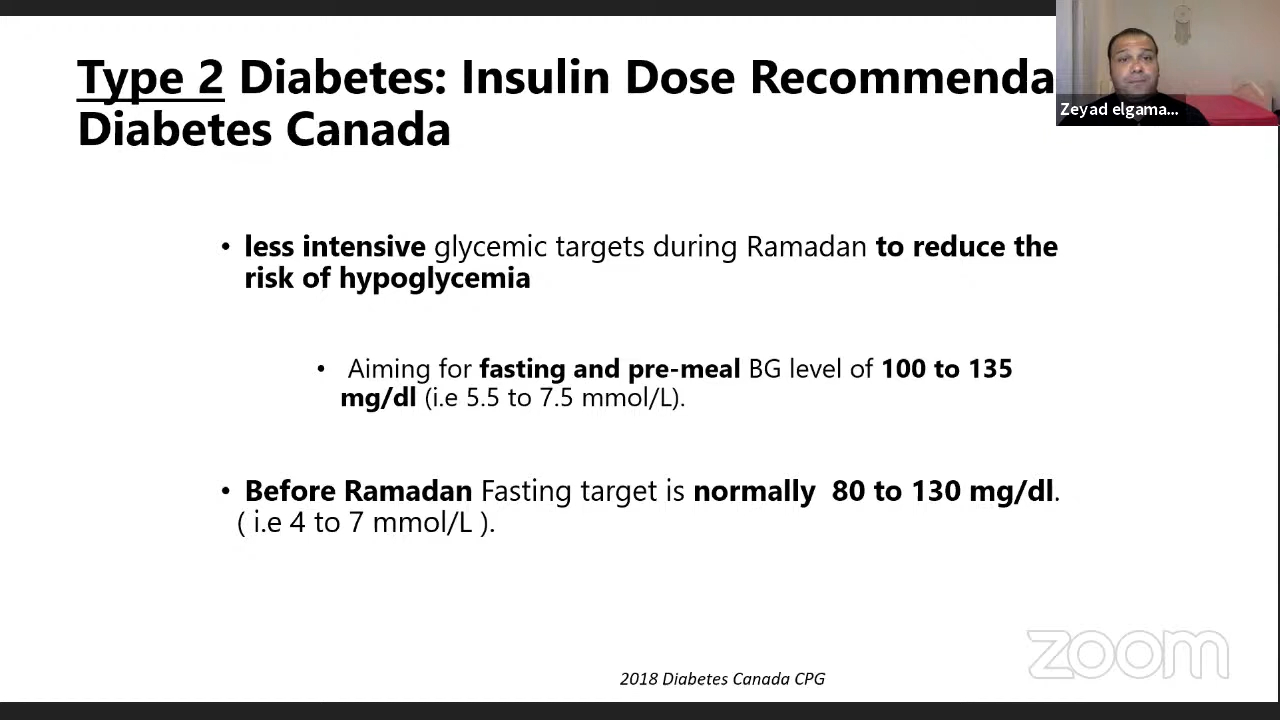 Type 2 Diabetes: Insulin Dose Recommenda
Diabetes Canada
Zeyad elgama...
• less intensive glycemic targets during Ramadan to reduce the
risk of hypoglycemia
• Aiming for fasting and pre-meal BG level of 100 to 135
mg/dl (i.e 5.5 to 7.5 mmol/L).
• Before Ramadan Fasting target is normally 80 to 130 mg/dl.
( i.e 4 to 7 mmol/L ).
zoom
2018 Diabetes Canada CPG